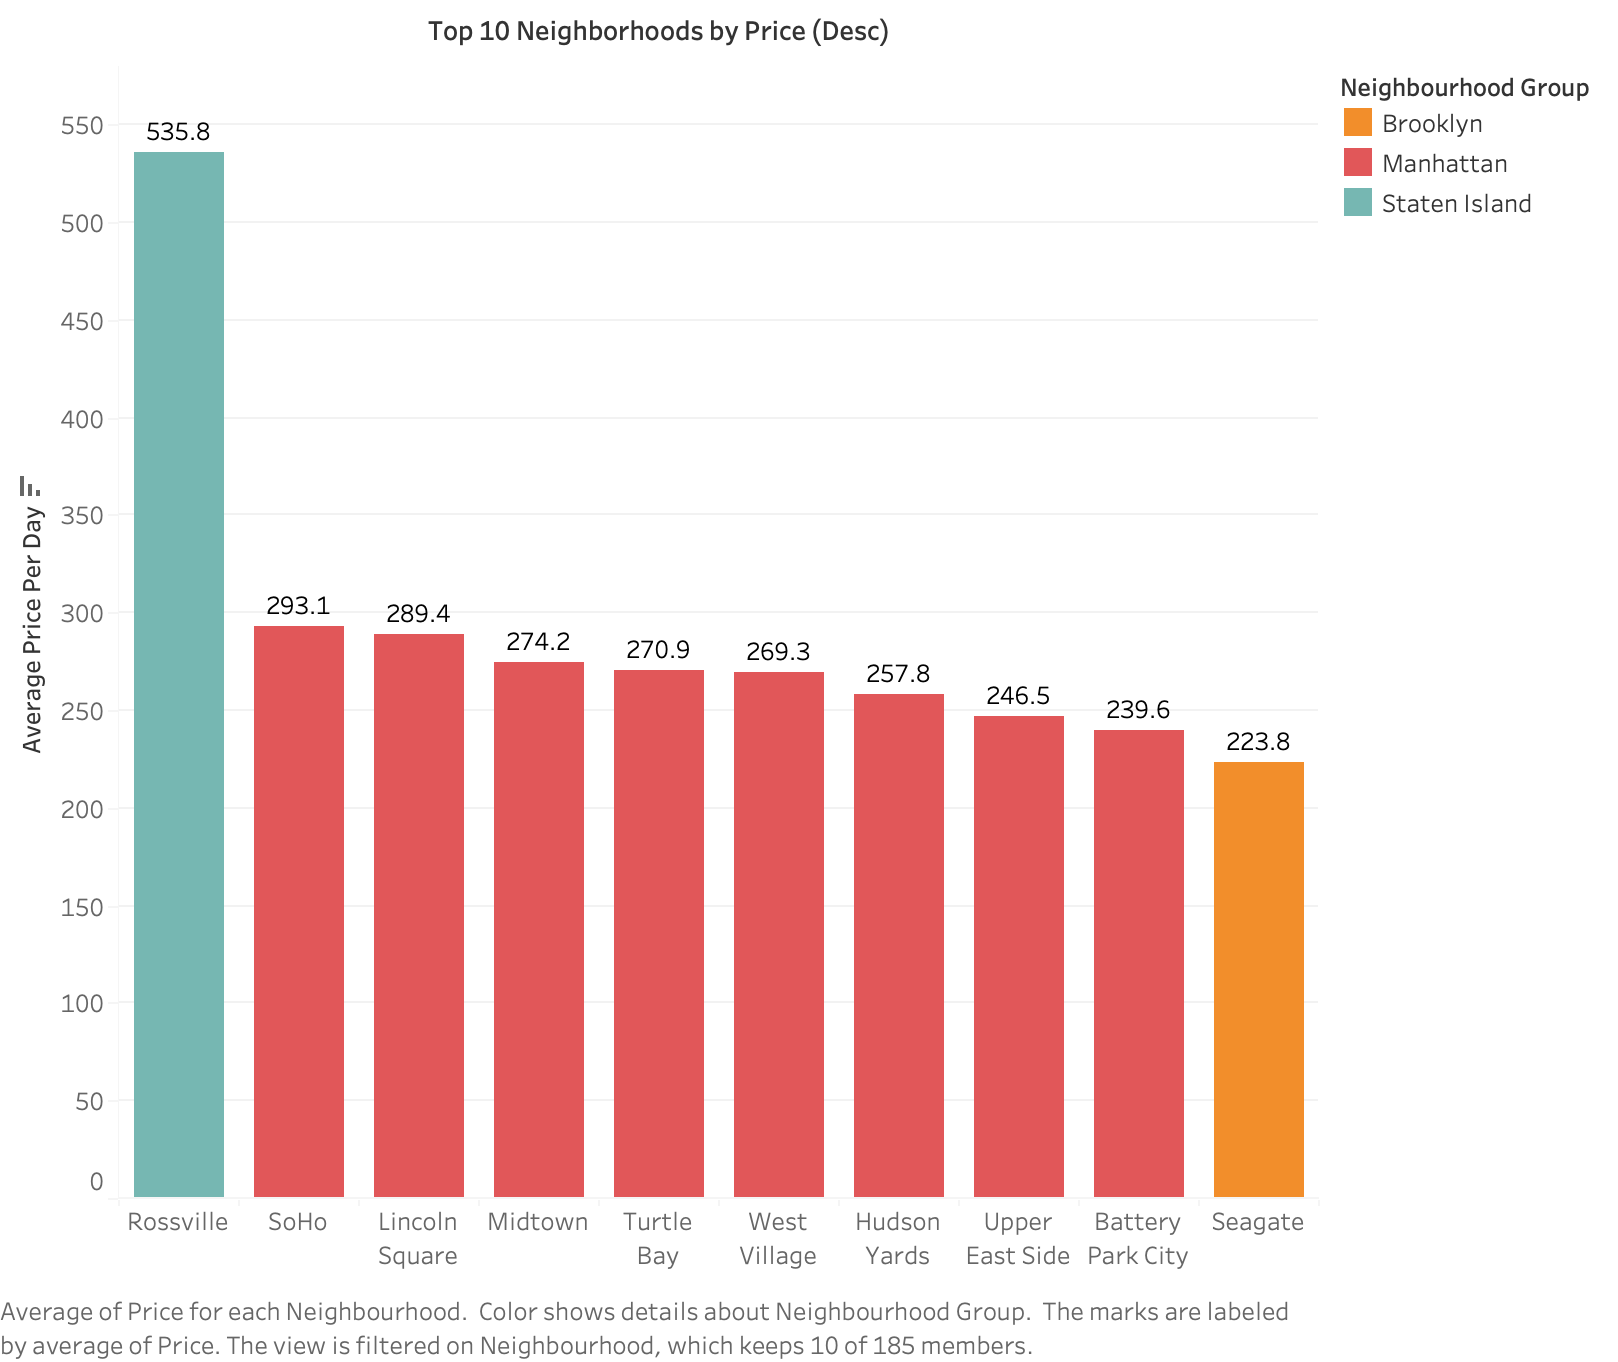 Top 10 Neighborhoods by Price (Desc)
Neighbourhood Group
Brooklyn
Manhattan
Staten Island
Average Price Per Day
550
500
450
400
350
300
250
200
150
100
50
0
535.8
293.1
289.4
274.2
270.9
269.3
257.8
246.5
239.6
223.8
Rossville
SoHo
Lincoln
Square
Midtown
Turtle
Bay
West
Village
Hudson
Yards
Upper
East Side
Battery
Park City
Seagate
Average of Price for each Neighbourhood.  Color shows details about Neighbourhood Group.  The marks are labeled
by average of Price. The view is filtered on Neighbourhood, which keeps 10 of 185 members.